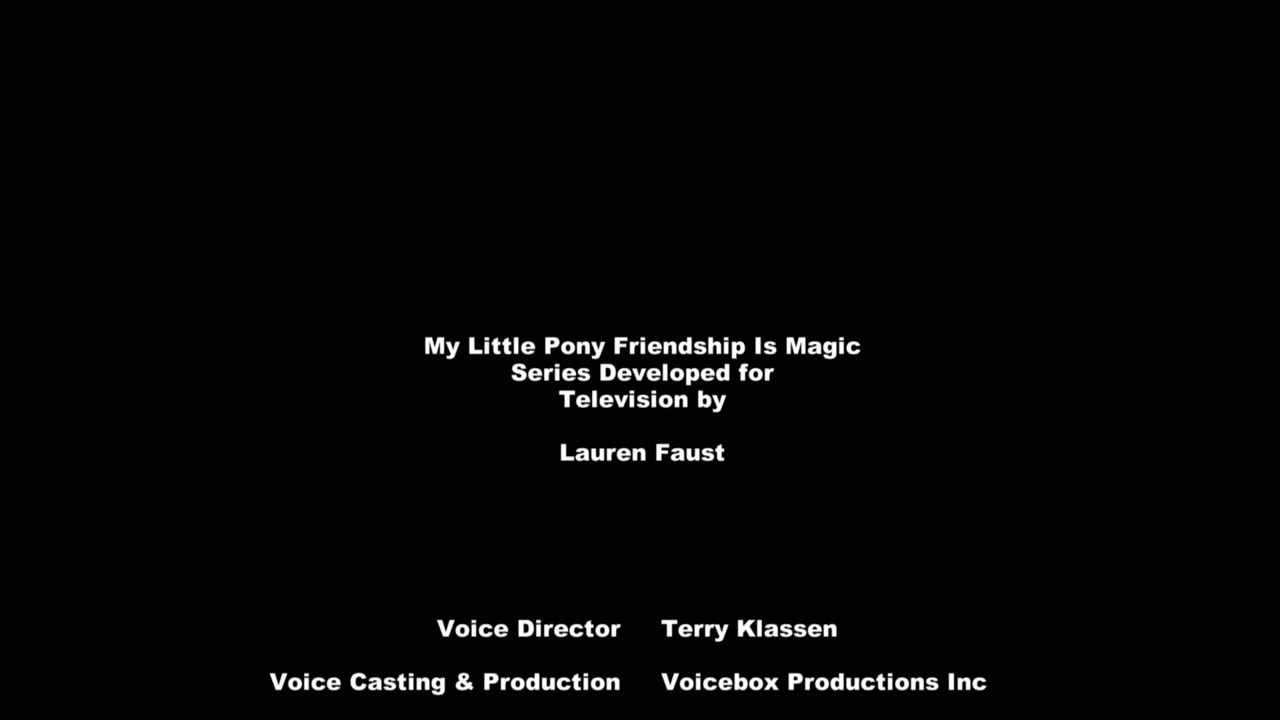 My Little Pony Friendship Is Magic
Series Developed for
Television by
Lauren Faust
Voice Director Terry Klassen
Voice Casting & Production Voicebox Productions Inc